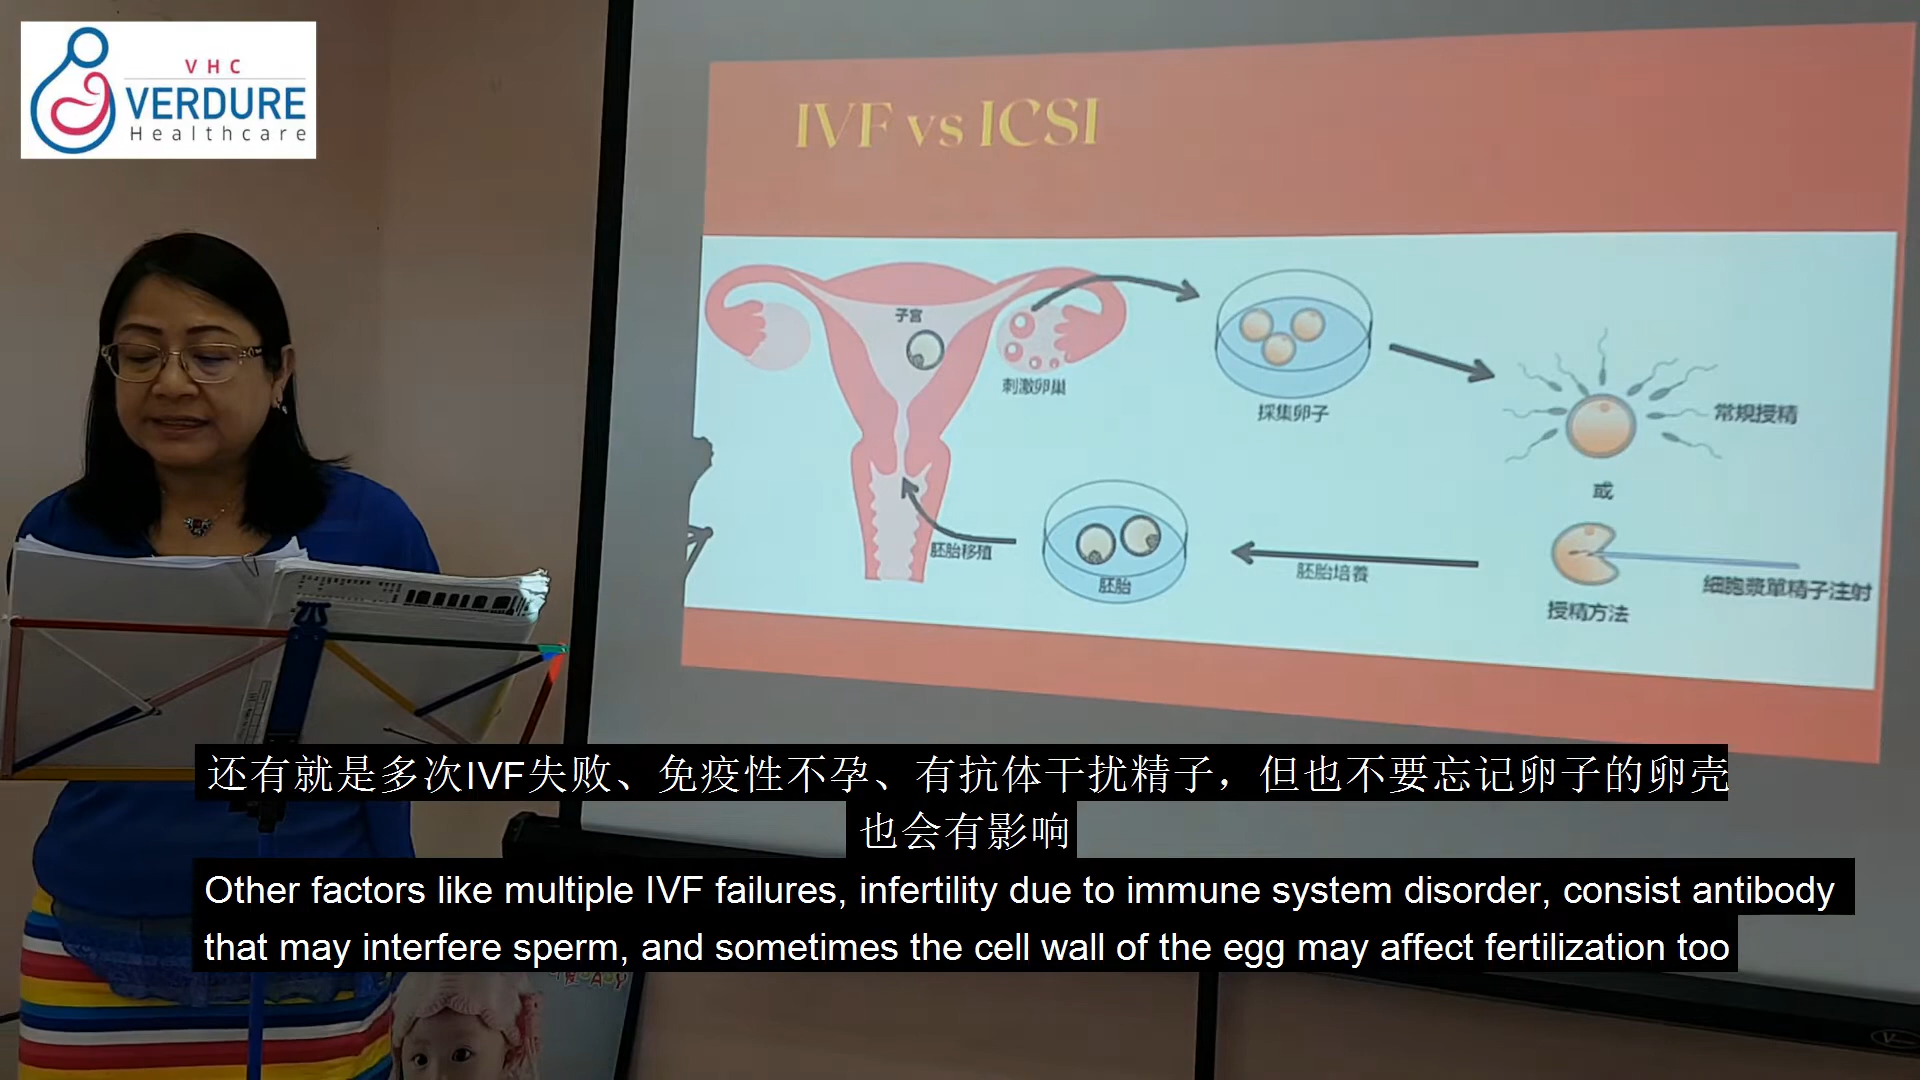 VHC
VERDURE
Healthcare
IVF vs ICSI
子宮
刺激卵巢
採集卵子
常規授精
或
細胞漿單精子注射
授精方法
胚胎培養
胚胎
胚胎移殖
还有就是多次IVF失败、免疫性不孕、有抗体干扰精子，但也不要忘记卵子的卵壳
也会有影响
Other factors like multiple IVF failures, infertility due to immune system disorder, consist antibody
that may interfere sperm, and sometimes the cell wall of the egg may affect fertilization too